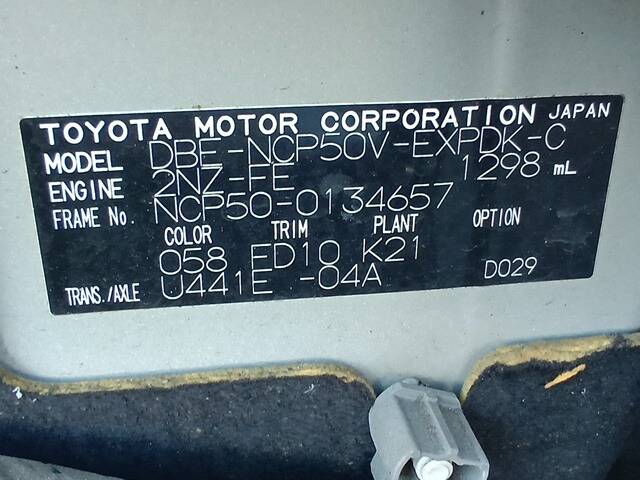 TOYOTA MOTOR CORPORATION JAPAN
MODEL DBE-NCP50V-EXPDK-C
ENGINE 2NZ-FE 1298 mL
FRAME No. NCP50-0134657
COLOR TRIM PLANT OPTION
058 FD10 K21
TRANS./AXLE U441E -04A D029